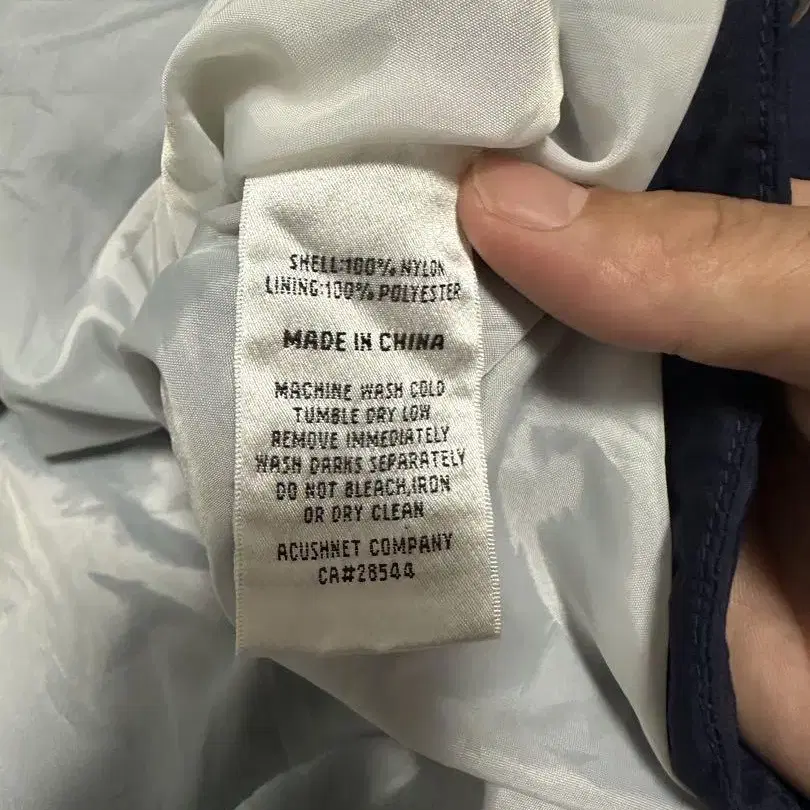 SHELL:100% NYLON
LINING:100% POLYESTER
MADE IN CHINA
MACHINE WASH COLD
TUMBLE DRY LOW
REMOVE IMMEDIATELY
WASH DARKS SEPARATELY
DO NOT BLEACH,IRON
OR DRY CLEAN
ACUSHNET COMPANY
CA#28544